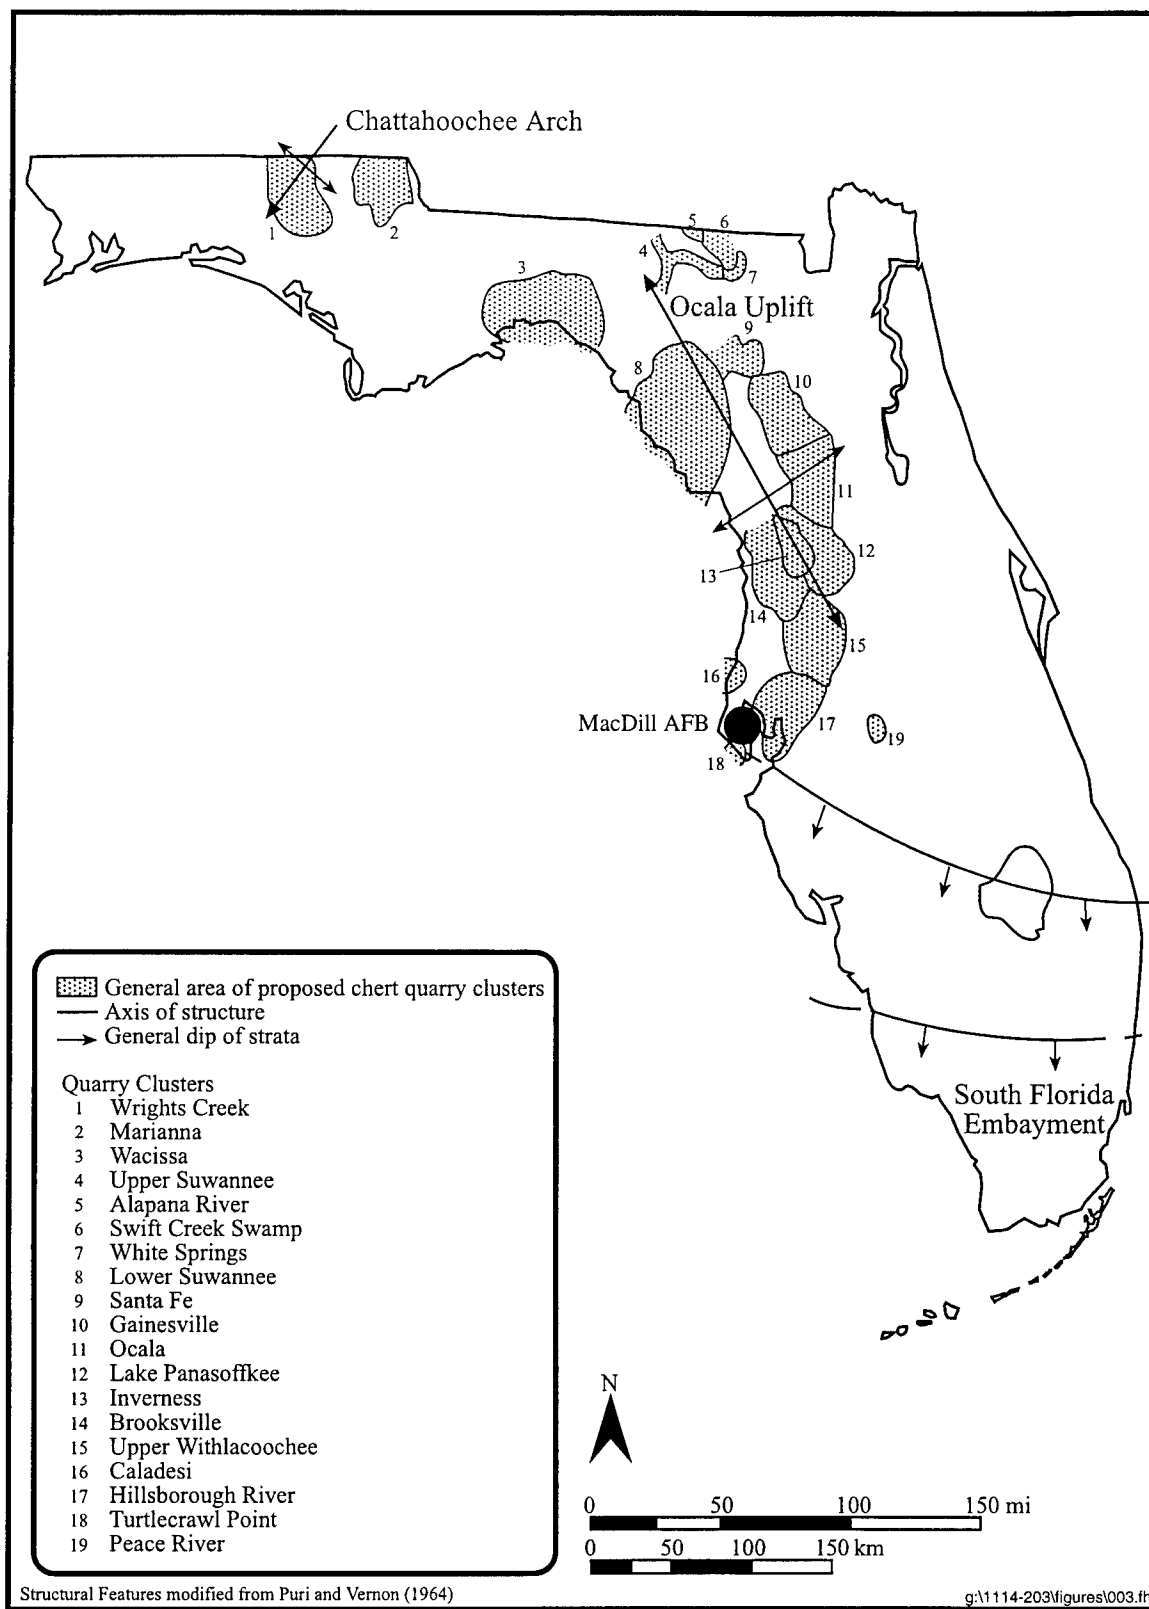 Chattahoochee Arch
1
2
3
4
5
6
7
Ocala Uplift
8
9
10
11
12
13
14
15
16
MacDill AFB
17
18
19
South Florida
Embayment
General area of proposed chert quarry clusters
Axis of structure
General dip of strata
Quarry Clusters
1 Wrights Creek
2 Marianna
3 Wacissa
4 Upper Suwannee
5 Alapana River
6 Swift Creek Swamp
7 White Springs
8 Lower Suwannee
9 Santa Fe
10 Gainesville
11 Ocala
12 Lake Panasoffkee
13 Inverness
14 Brooksville
15 Upper Withlacoochee
16 Caladesi
17 Hillsborough River
18 Turtlecrawl Point
19 Peace River
N
0 50 100 150 mi
0 50 100 150 km
Structural Features modified from Puri and Vernon (1964)
g:\1114-203\figures\003.fh